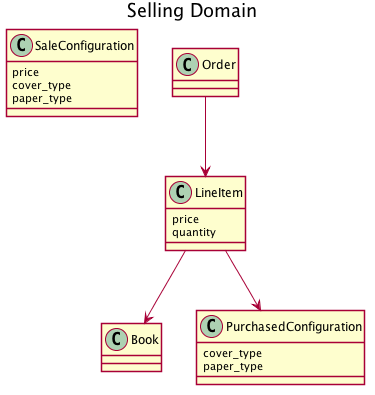 Selling Domain
C SaleConfiguration
price
cover_type
paper_type
C Order
C LineItem
price
quantity
C Book
C PurchasedConfiguration
cover_type
paper_type